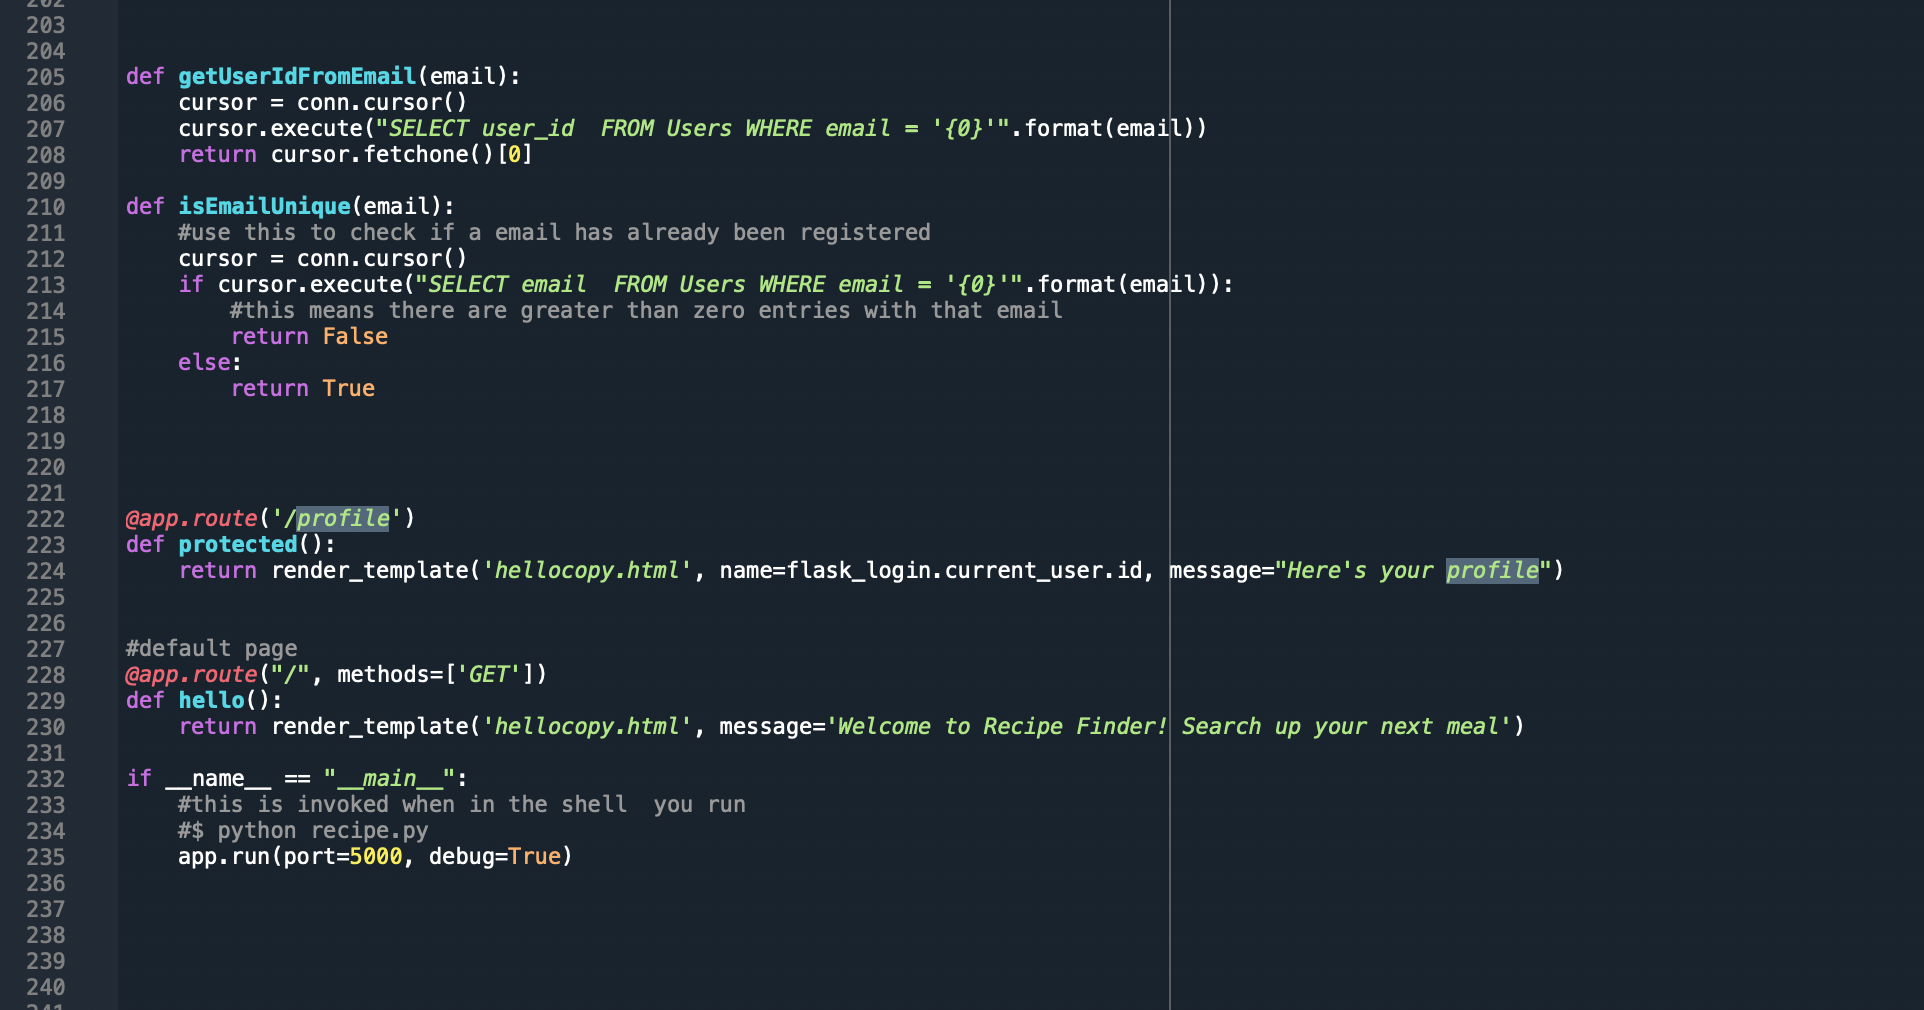 203
204
205 def getUserIdFromEmail(email):
206     cursor = conn.cursor()
207     cursor.execute("SELECT user_id  FROM Users WHERE email = '{0}'".format(email))
208     return cursor.fetchone()[0]
209
210 def isEmailUnique(email):
211     #use this to check if a email has already been registered
212     cursor = conn.cursor()
213     if cursor.execute("SELECT email  FROM Users WHERE email = '{0}'".format(email)):
214         #this means there are greater than zero entries with that email
215         return False
216     else:
217         return True
218
219
220
221
222 @app.route('/profile')
223 def protected():
224     return render_template('hellocopy.html', name=flask_login.current_user.id, message="Here's your profile")
225
226
227 #default page
228 @app.route("/", methods=['GET'])
229 def hello():
230     return render_template('hellocopy.html', message='Welcome to Recipe Finder! Search up your next meal')
231
232 if __name__ == "__main__":
233     #this is invoked when in the shell  you run
234     #$ python recipe.py
235     app.run(port=5000, debug=True)
236
237
238
239
240